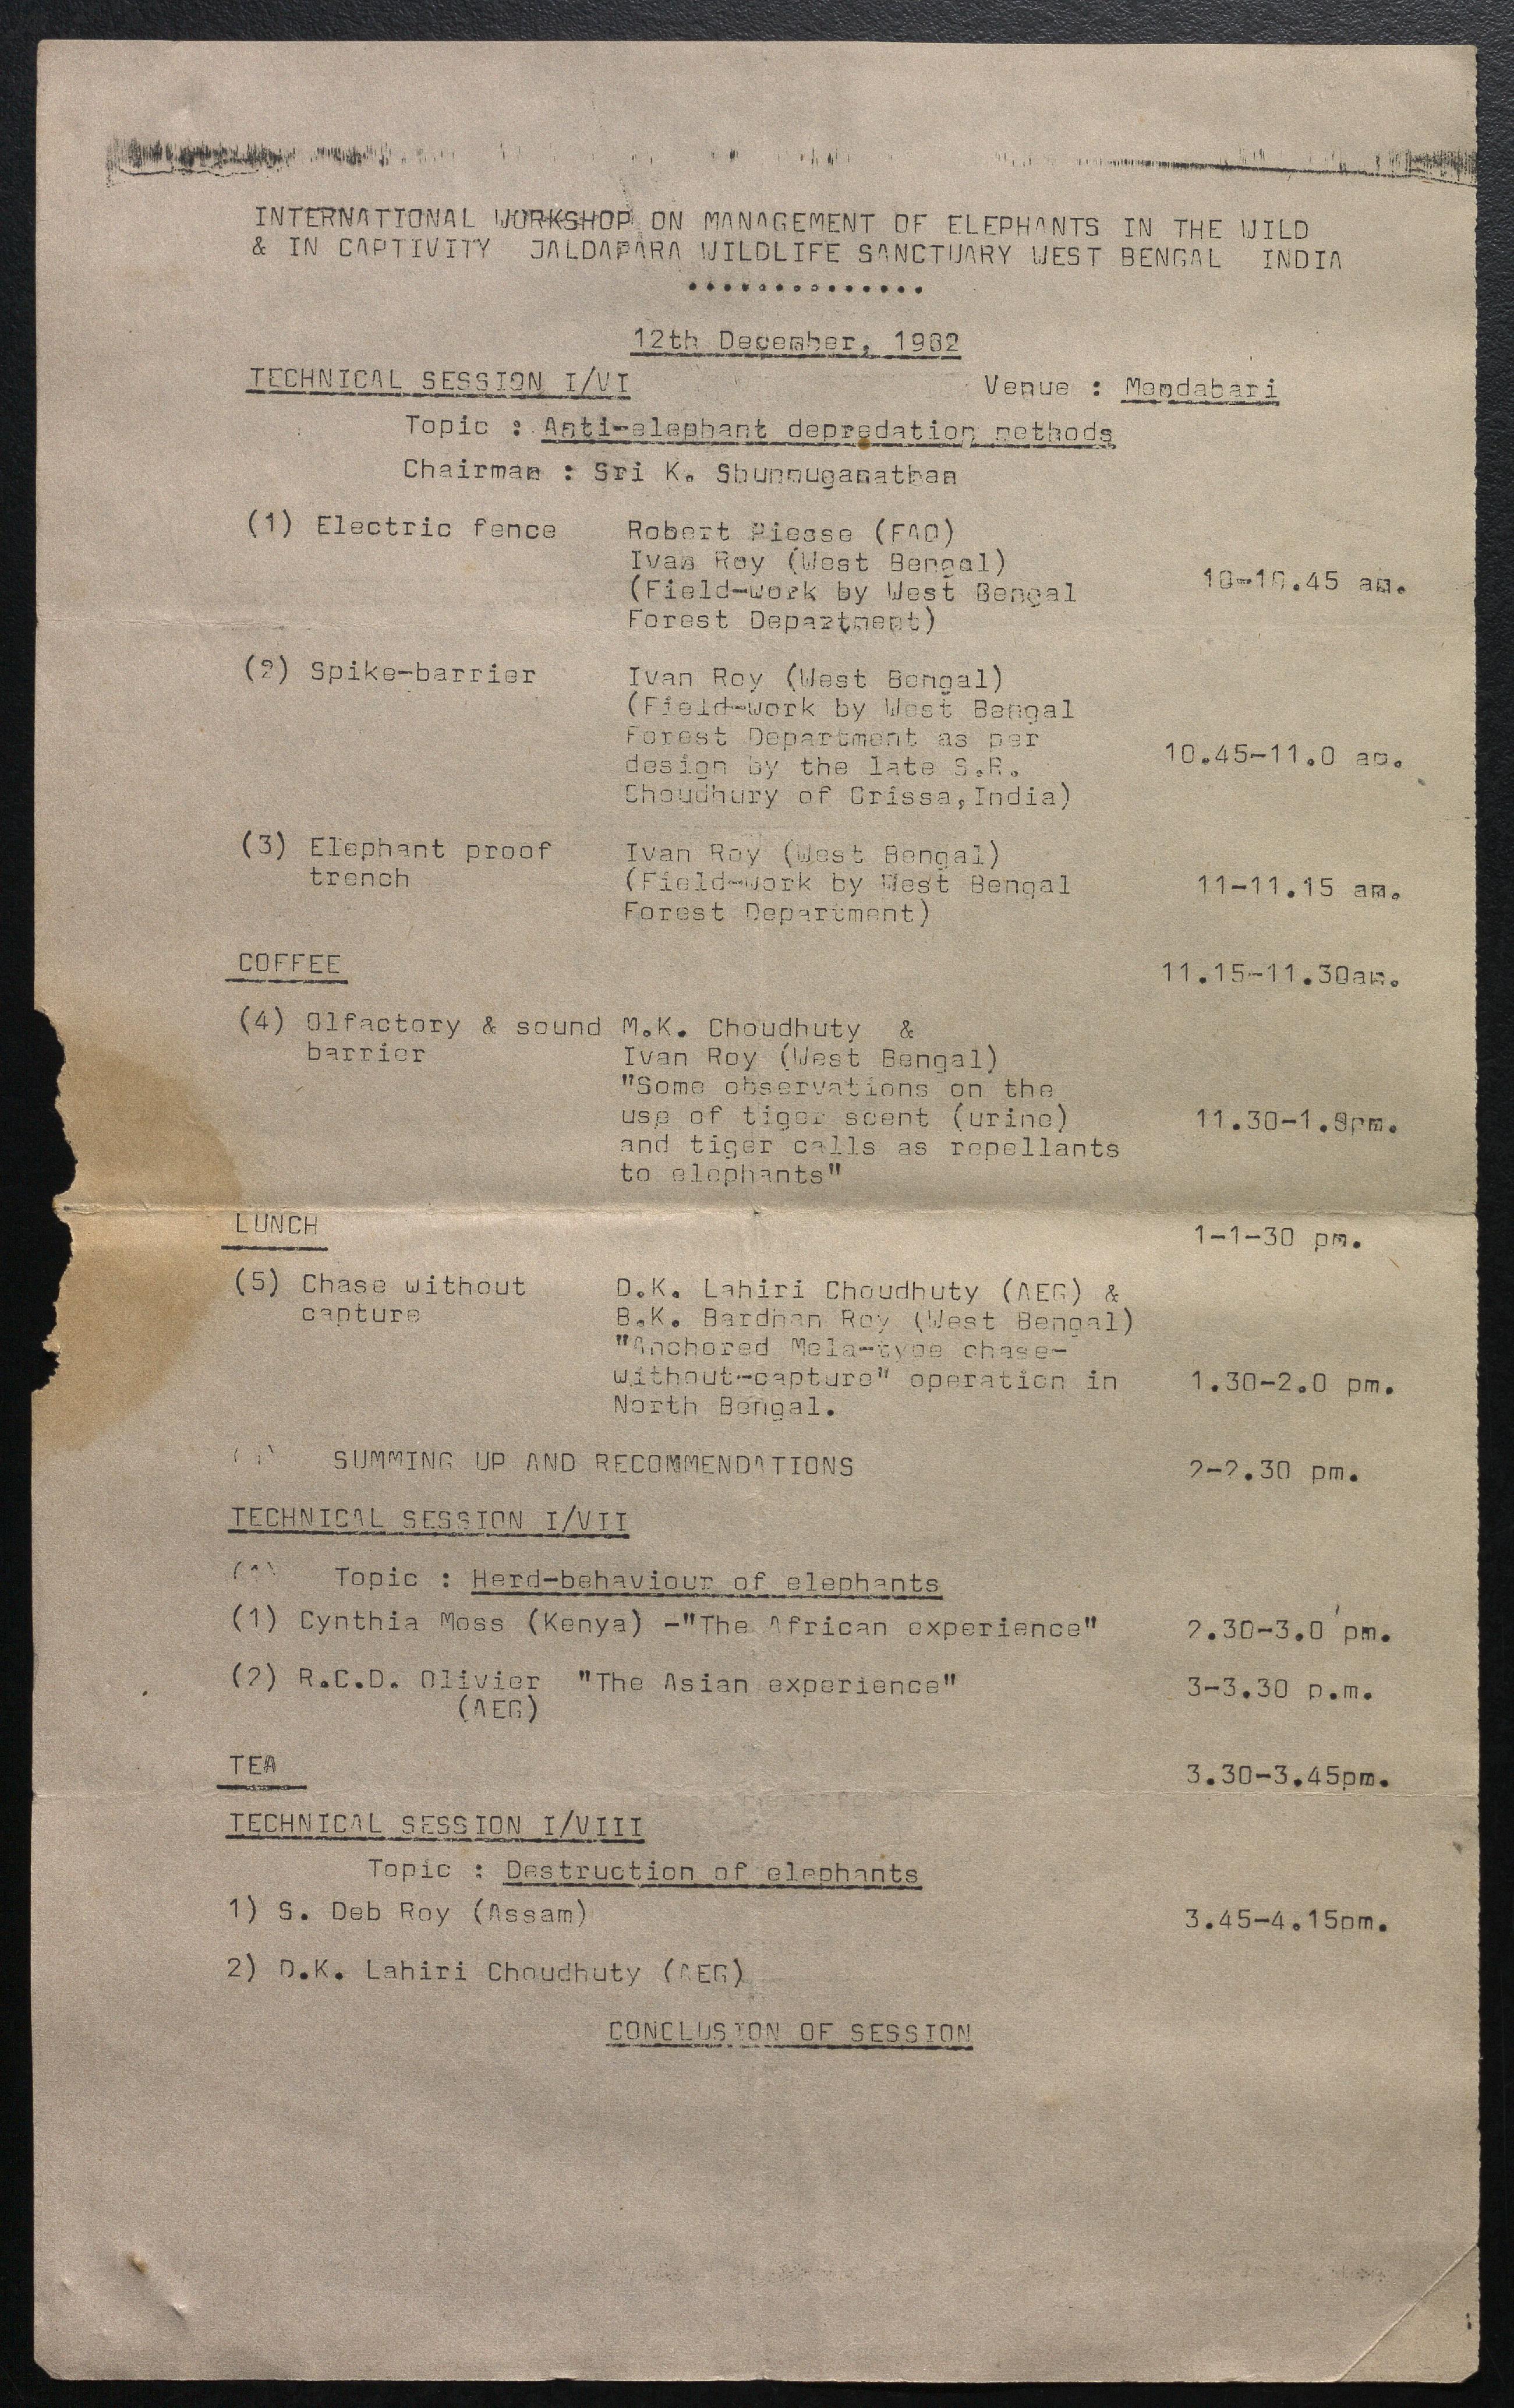 INTERNATIONAL WORKSHOP ON MANAGEMENT OF ELEPHANTS IN THE WILD
& IN CAPTIVITY JALDAPARA WILDLIFE SANCTUARY WEST BENGAL INDIA
..............
12th December, 1982
TECHNICAL SESSION I/VI Venue : Mendabari
Topic : Anti-elephant depredation methods
Chairman : Sri K. Shunmuganathan
(1) Electric fence Robert Piesse (FAO)
Ivan Roy (West Bengal)
(Field-work by West Bengal 10-10.45 am.
Forest Department)
(2) Spike-barrier Ivan Roy (West Bengal)
(Field-work by West Bengal
Forest Department as per
design by the late S.R. 10.45-11.0 am.
Choudhury of Orissa,India)
(3) Elephant proof Ivan Roy (West Bengal)
trench (Field-work by West Bengal 11-11.15 am.
Forest Department)
COFFEE 11.15-11.30am.
(4) Olfactory & sound M.K. Choudhuty &
barrier Ivan Roy (West Bengal)
"Some observations on the
use of tiger scent (urine) 11.30-1.0pm.
and tiger calls as repellants
to elephants"
LUNCH 1-1-30 pm.
(5) Chase without D.K. Lahiri Choudhuty (AEG) &
capture B.K. Bardhan Roy (West Bengal)
"Anchored Mela-type chase-
without-capture" operation in 1.30-2.0 pm.
North Bengal.
SUMMING UP AND RECOMMENDATIONS 2-2.30 pm.
TECHNICAL SESSION I/VII
Topic : Herd-behaviour of elephants
(1) Cynthia Moss (Kenya) -"The African experience" 2.30-3.0 pm.
(2) R.C.D. Olivier "The Asian experience" 3-3.30 p.m.
(AEG)
TEA 3.30-3.45pm.
TECHNICAL SESSION I/VIII
Topic : Destruction of elephants
1) S. Deb Roy (Assam) 3.45-4.15pm.
2) D.K. Lahiri Choudhuty (AEG)
CONCLUSION OF SESSION